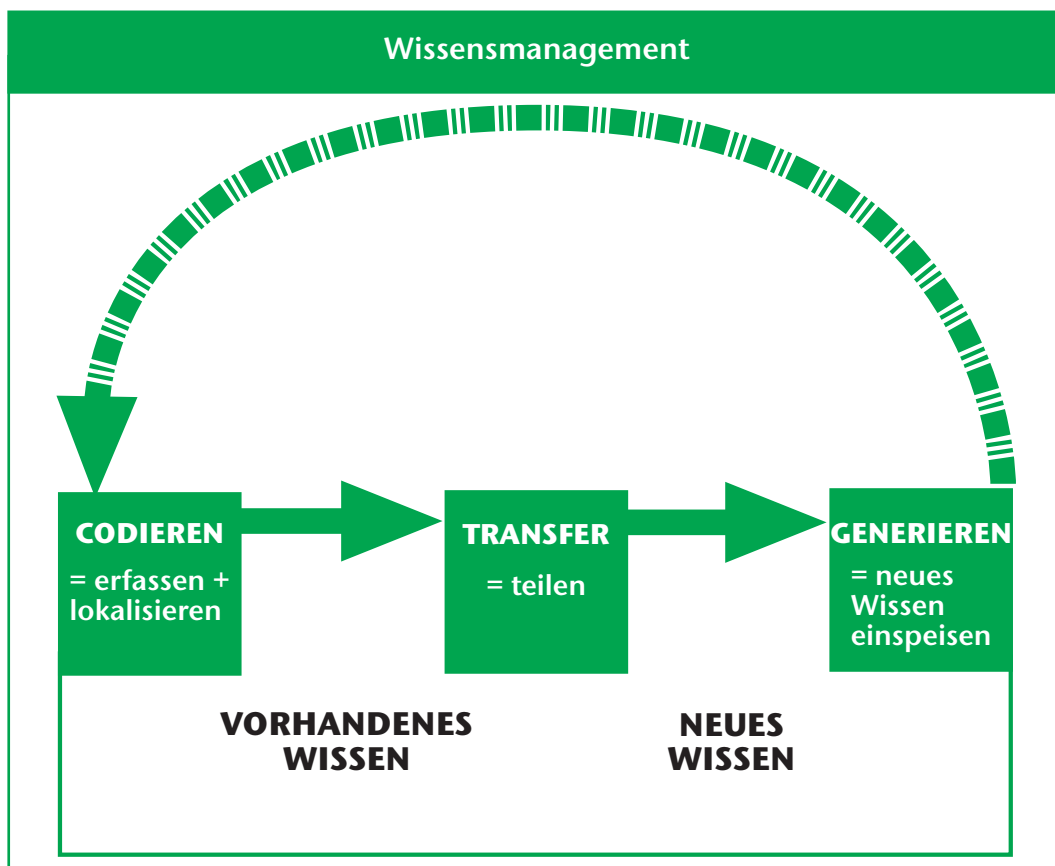 Wissensmanagement
CODIEREN
= erfassen +
lokalisieren
TRANSFER
= teilen
GENERIEREN
= neues
Wissen
einspeisen
VORHANDENES
WISSEN
NEUES
WISSEN